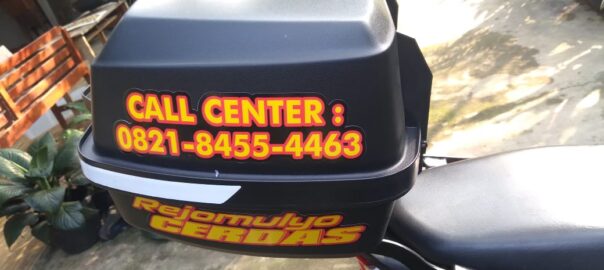 CALL CENTER :
0821-8455-4463
Rejomulyo
CERDAS